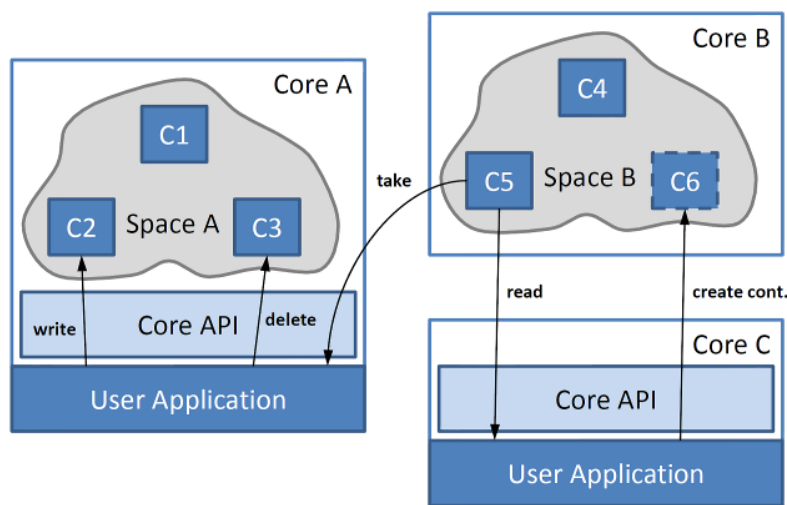 Core A
C1
C2
Space A
C3
write
Core API
delete
User Application
take
Core B
C4
C5
Space B
C6
read
create cont.
Core C
Core API
User Application